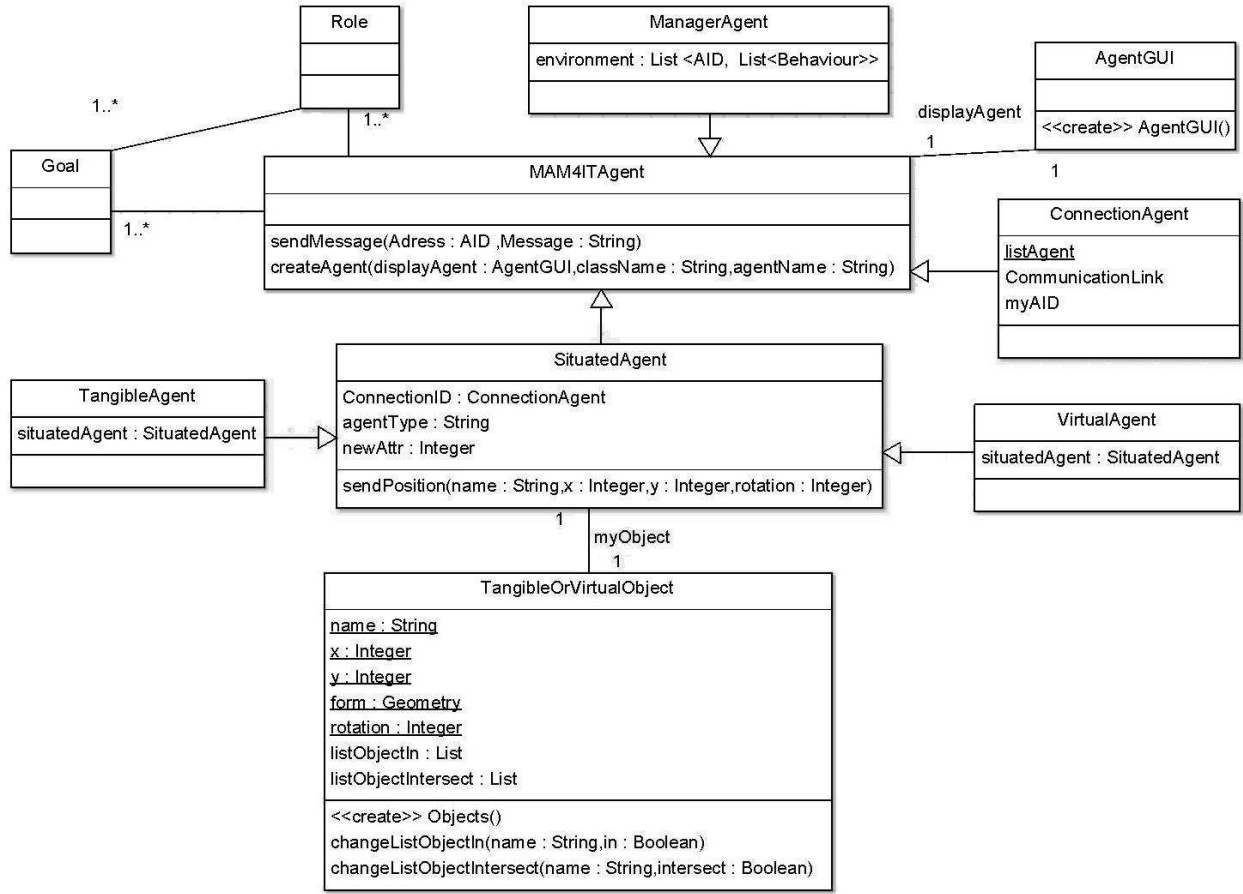 Role
ManagerAgent
environment : List <AID, List<Behaviour>>
AgentGUI
<<create>> AgentGUI()
displayAgent
1
1
1..*
1..*
Goal
1..*
MAM4ITAgent
sendMessage(Adress : AID ,Message : String)
createAgent(displayAgent : AgentGUI,className : String,agentName : String)
ConnectionAgent
listAgent
CommunicationLink
myAID
SituatedAgent
ConnectionID : ConnectionAgent
agentType : String
newAttr : Integer
sendPosition(name : String,x : Integer,y : Integer,rotation : Integer)
TangibleAgent
situatedAgent : SituatedAgent
VirtualAgent
situatedAgent : SituatedAgent
1
myObject
1
TangibleOrVirtualObject
name : String
x : Integer
y : Integer
form : Geometry
rotation : Integer
listObjectIn : List
listObjectIntersect : List
<<create>> Objects()
changeListObjectIn(name : String,in : Boolean)
changeListObjectIntersect(name : String,intersect : Boolean)